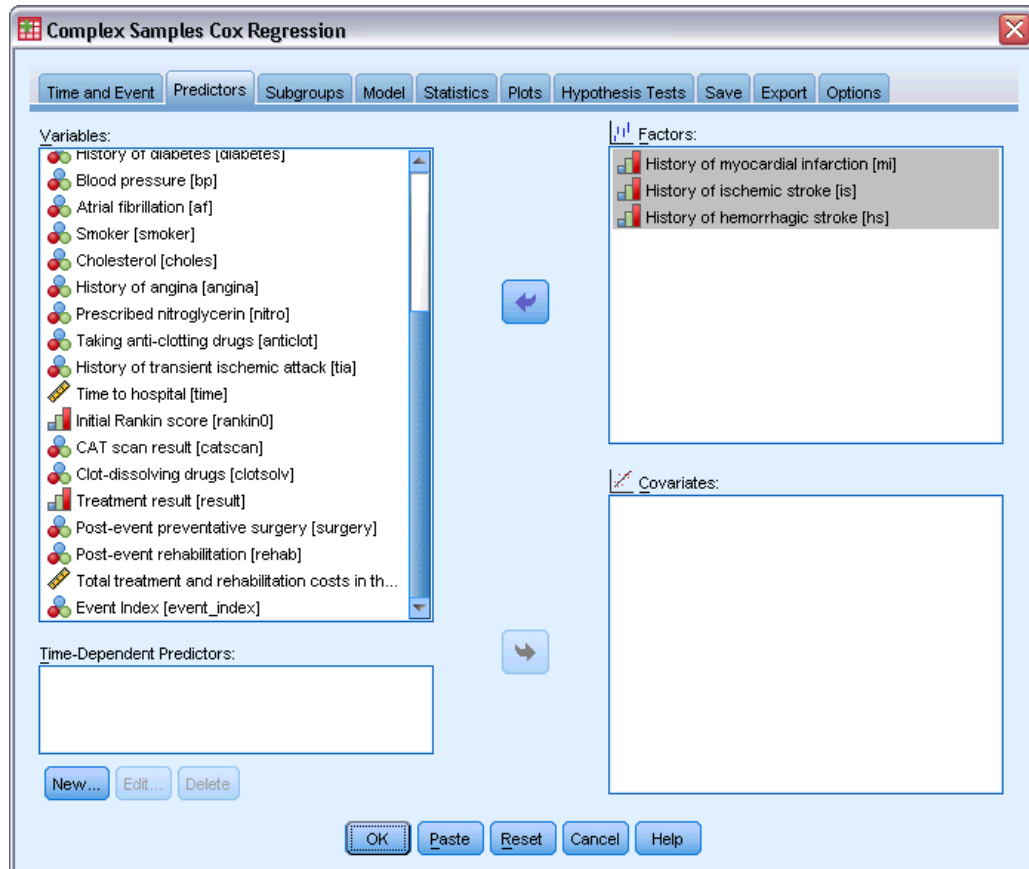 Complex Samples Cox Regression
Time and Event Predictors Subgroups Model Statistics Plots Hypothesis Tests Save Export Options
Variables:
History of diabetes [diabetes]
Blood pressure [bp]
Atrial fibrillation [af]
Smoker [smoker]
Cholesterol [choles]
History of angina [angina]
Prescribed nitroglycerin [nitro]
Taking anti-clotting drugs [anticlot]
History of transient ischemic attack [tia]
Time to hospital [time]
Initial Rankin score [rankin0]
CAT scan result [catscan]
Clot-dissolving drugs [clotsolv]
Treatment result [result]
Post-event preventative surgery [surgery]
Post-event rehabilitation [rehab]
Total treatment and rehabilitation costs in th...
Event Index [event_index]
Time-Dependent Predictors:
New... Edit... Delete
Factors:
History of myocardial infarction [mi]
History of ischemic stroke [is]
History of hemorrhagic stroke [hs]
Covariates:
OK Paste Reset Cancel Help